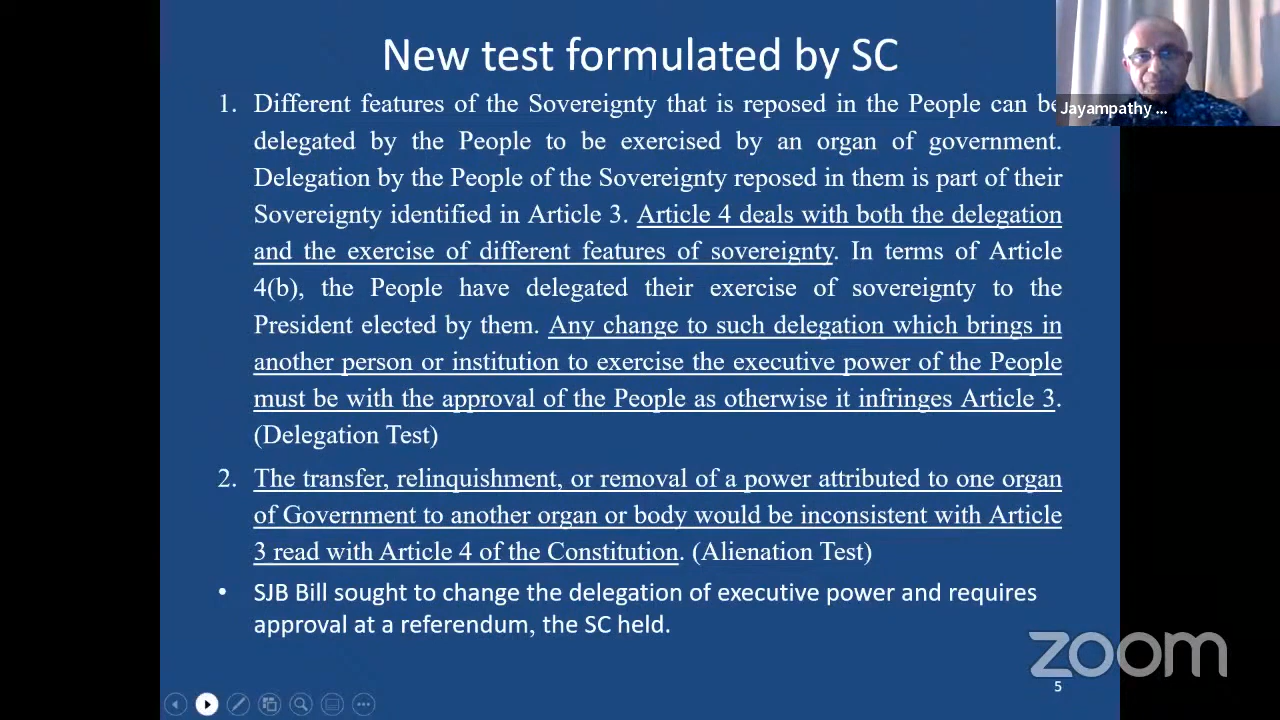 New test formulated by SC
1. Different features of the Sovereignty that is reposed in the People can be
delegated by the People to be exercised by an organ of government.
Delegation by the People of the Sovereignty reposed in them is part of their
Sovereignty identified in Article 3. Article 4 deals with both the delegation
and the exercise of different features of sovereignty. In terms of Article
4(b), the People have delegated their exercise of sovereignty to the
President elected by them. Any change to such delegation which brings in
another person or institution to exercise the executive power of the People
must be with the approval of the People as otherwise it infringes Article 3.
(Delegation Test)
2. The transfer, relinquishment, or removal of a power attributed to one organ
of Government to another organ or body would be inconsistent with Article
3 read with Article 4 of the Constitution. (Alienation Test)
• SJB Bill sought to change the delegation of executive power and requires
approval at a referendum, the SC held.
Jayampathy ...
zoom
5